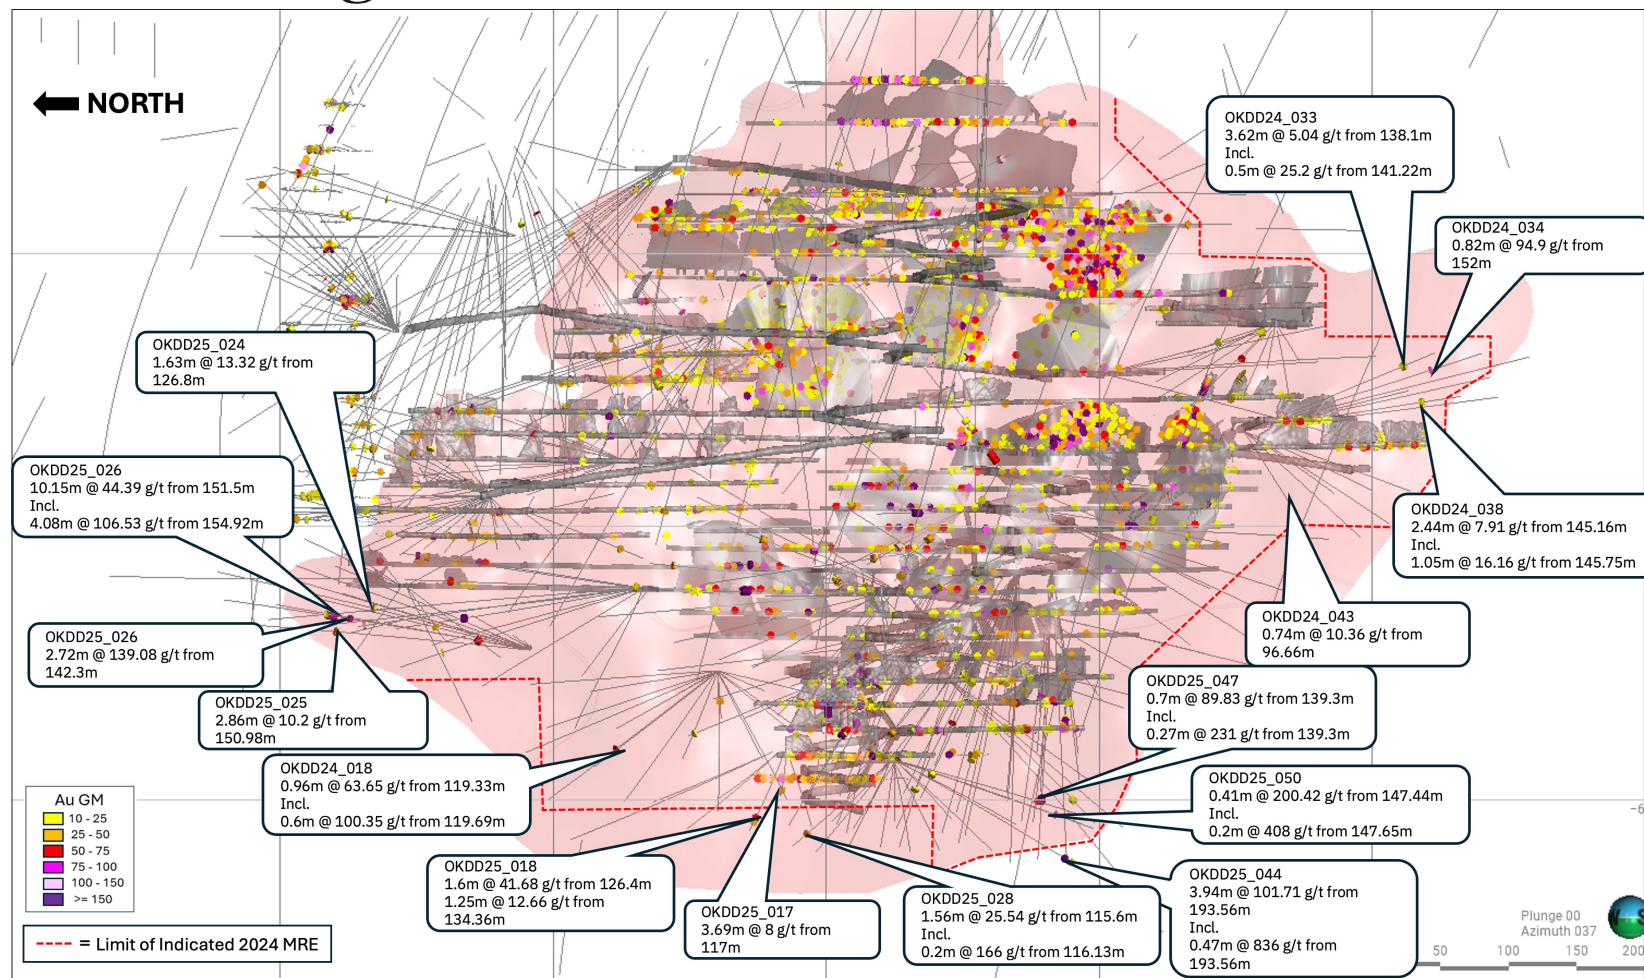 NORTH
OKDD24_033
3.62m @ 5.04 g/t from 138.1m
Incl.
0.5m @ 25.2 g/t from 141.22m
OKDD24_034
0.82m @ 94.9 g/t from
152m
OKDD25_024
1.63m @ 13.32 g/t from
126.8m
OKDD25_026
10.15m @ 44.39 g/t from 151.5m
Incl.
4.08m @ 106.53 g/t from 154.92m
OKDD24_038
2.44m @ 7.91 g/t from 145.16m
Incl.
1.05m @ 16.16 g/t from 145.75m
OKDD24_043
0.74m @ 10.36 g/t from
96.66m
OKDD25_026
2.72m @ 139.08 g/t from
142.3m
OKDD25_047
0.7m @ 89.83 g/t from 139.3m
Incl.
0.27m @ 231 g/t from 139.3m
OKDD25_025
2.86m @ 10.2 g/t from
150.98m
OKDD24_018
0.96m @ 63.65 g/t from 119.33m
Incl.
0.6m @ 100.35 g/t from 119.69m
OKDD25_050
0.41m @ 200.42 g/t from 147.44m
Incl.
0.2m @ 408 g/t from 147.65m
Au GM
10 - 25
25 - 50
50 - 75
75 - 100
100 - 150
>= 150
OKDD25_018
1.6m @ 41.68 g/t from 126.4m
1.25m @ 12.66 g/t from
134.36m
OKDD25_017
3.69m @ 8 g/t from
117m
OKDD25_028
1.56m @ 25.54 g/t from 115.6m
Incl.
0.2m @ 166 g/t from 116.13m
OKDD25_044
3.94m @ 101.71 g/t from
193.56m
Incl.
0.47m @ 836 g/t from
193.56m
= Limit of Indicated 2024 MRE
Plunge 00
Azimuth 037
W S
50 100 150 200